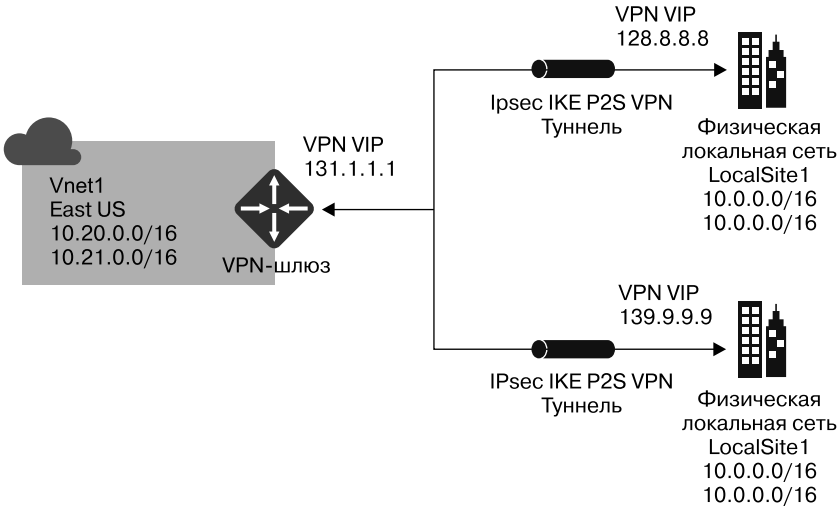 VPN VIP
128.8.8.8
Ipsec IKE P2S VPN
Туннель
Физическая
локальная сеть
LocalSite1
10.0.0.0/16
10.0.0.0/16
VPN VIP
131.1.1.1
Vnet1
East US
10.20.0.0/16
10.21.0.0/16
VPN-шлюз
VPN VIP
139.9.9.9
IPsec IKE P2S VPN
Туннель
Физическая
локальная сеть
LocalSite1
10.0.0.0/16
10.0.0.0/16